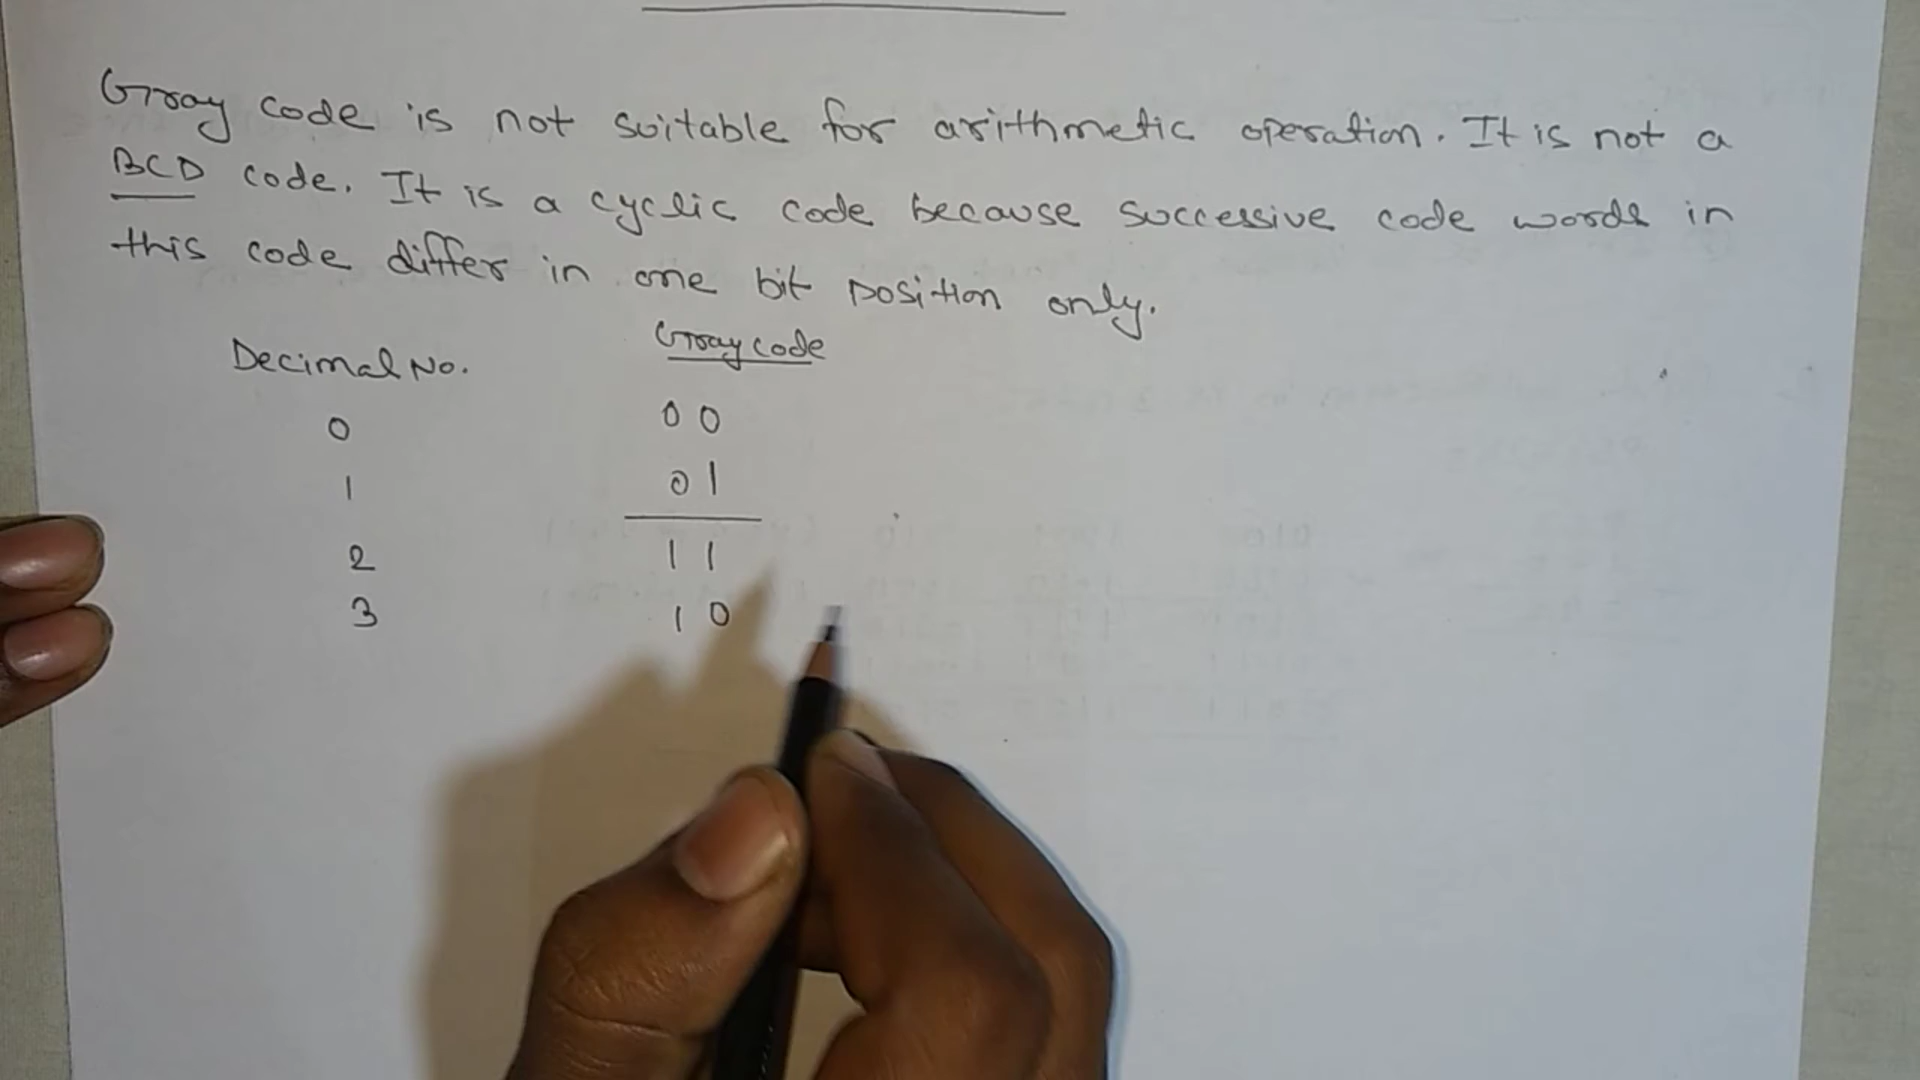 Gray code is not suitable for arithmetic operation. It is not a
BCD code. It is a cyclic code because successive code words in
this code differ in one bit position only.
Decimal No. Gray code
0 0 0
1 0 1
2 1 1
3 1 0